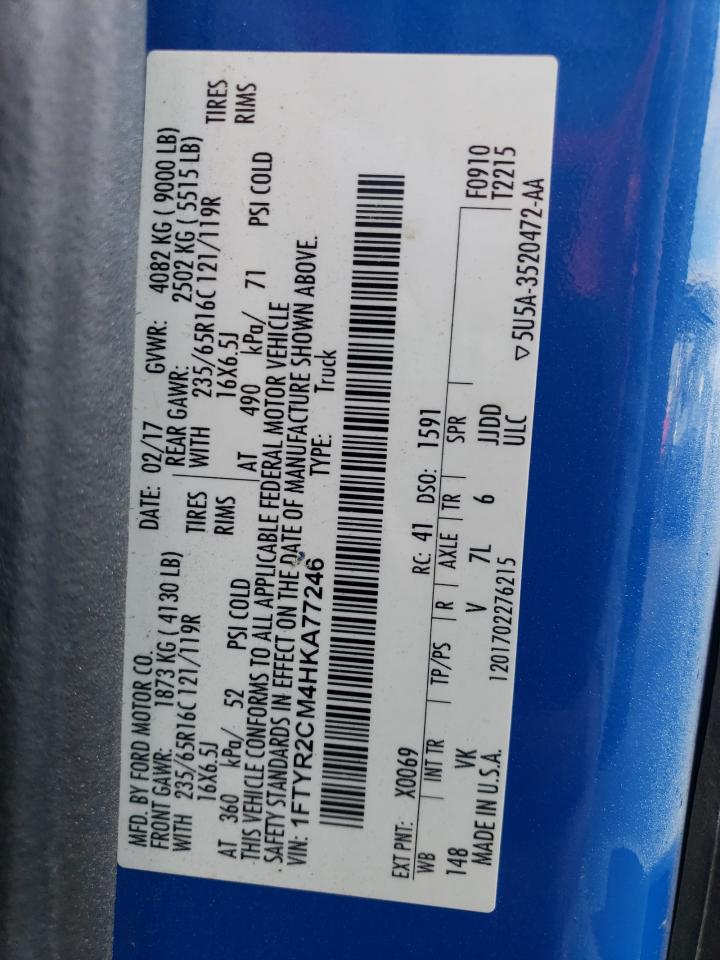 MFD. BY FORD MOTOR CO. DATE: 02/17 GVWR: 4082 KG ( 9000 LB)
FRONT GAWR: 1873 KG ( 4130 LB) REAR GAWR: 2502 KG ( 5515 LB)
WITH 235/65R16C 121/119R TIRES WITH 235/65R16C 121/119R TIRES
16X6.5J RIMS 16X6.5J RIMS
AT 360 kPa/ 52 PSI COLD AT 490 kPa/ 71 PSI COLD
THIS VEHICLE CONFORMS TO ALL APPLICABLE FEDERAL MOTOR VEHICLE
SAFETY STANDARDS IN EFFECT ON THE DATE OF MANUFACTURE SHOWN ABOVE.
VIN: 1FTYR2CM4HKA77246 TYPE: Truck
EXT PNT: X0069 RC: 41 DSO: 1591
WB INT TR TP/PS R AXLE TR SPR F0910
148 VK V 7L 6 JJDD T2215
MADE IN U.S.A. 1201702276215 ULC
▽ 5U5A-3520472-AA